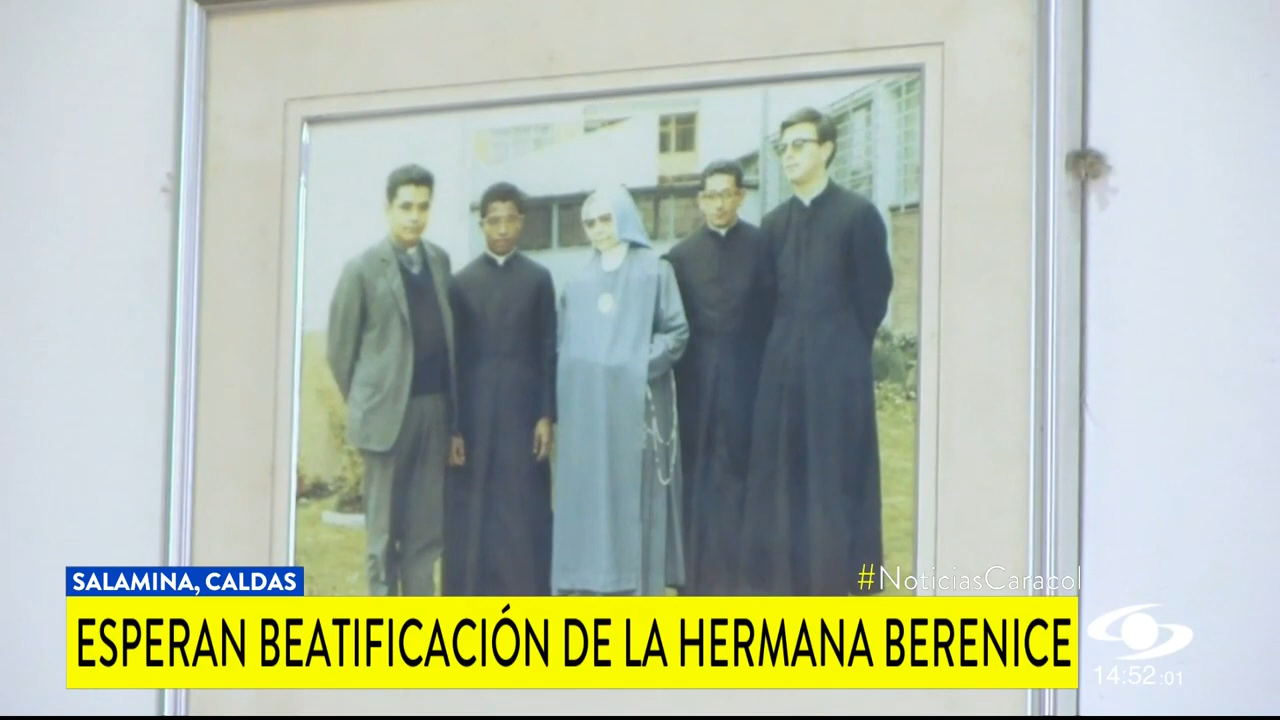 SALAMINA, CALDAS
#NoticiasCaracol
ESPERAN BEATIFICACIÓN DE LA HERMANA BERENICE
14:52:01